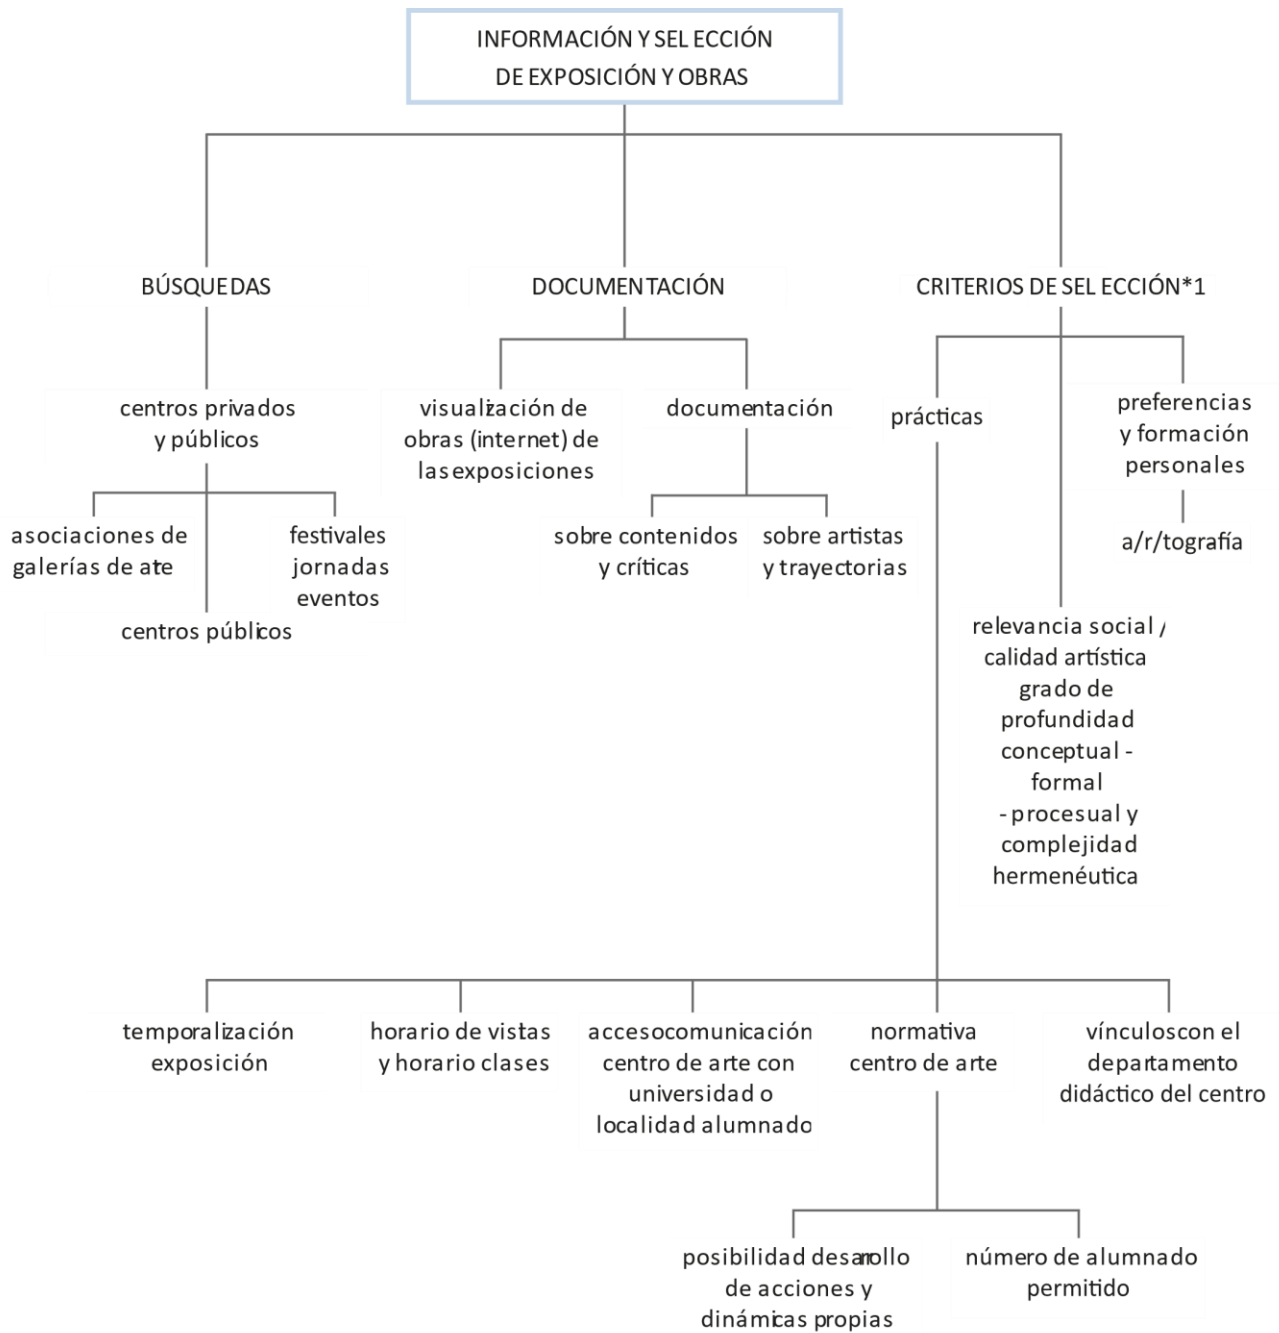 INFORMACIÓN Y SEL ECCIÓN
DE EXPOSICIÓN Y OBRAS
BÚSQUEDAS
DOCUMENTACIÓN
CRITERIOS DE SEL ECCIÓN*1
centros privados
y públicos
visualización de
obras (internet) de
las exposiciones
documentación
prácticas
preferencias
y formación
personales
asociaciones de
galerías de ate
festivales
jornadas
eventos
centros públicos
sobre contenidos
y críticas
sobre artistas
y trayectorias
a/r/tografía
relevancia social /
calidad artística
grado de
profundidad
conceptual -
formal
- procesual y
complejidad
hermenéutica
temporalización
exposición
horario de vistas
y horario clases
accesocomunicación
centro de arte con
universidad o
localidad alumnado
normativa
centro de arte
vínculoscon el
departamento
didáctico del centro
posibilidad desarrollo
de acciones y
dinámicas propias
número de alumnado
permitido